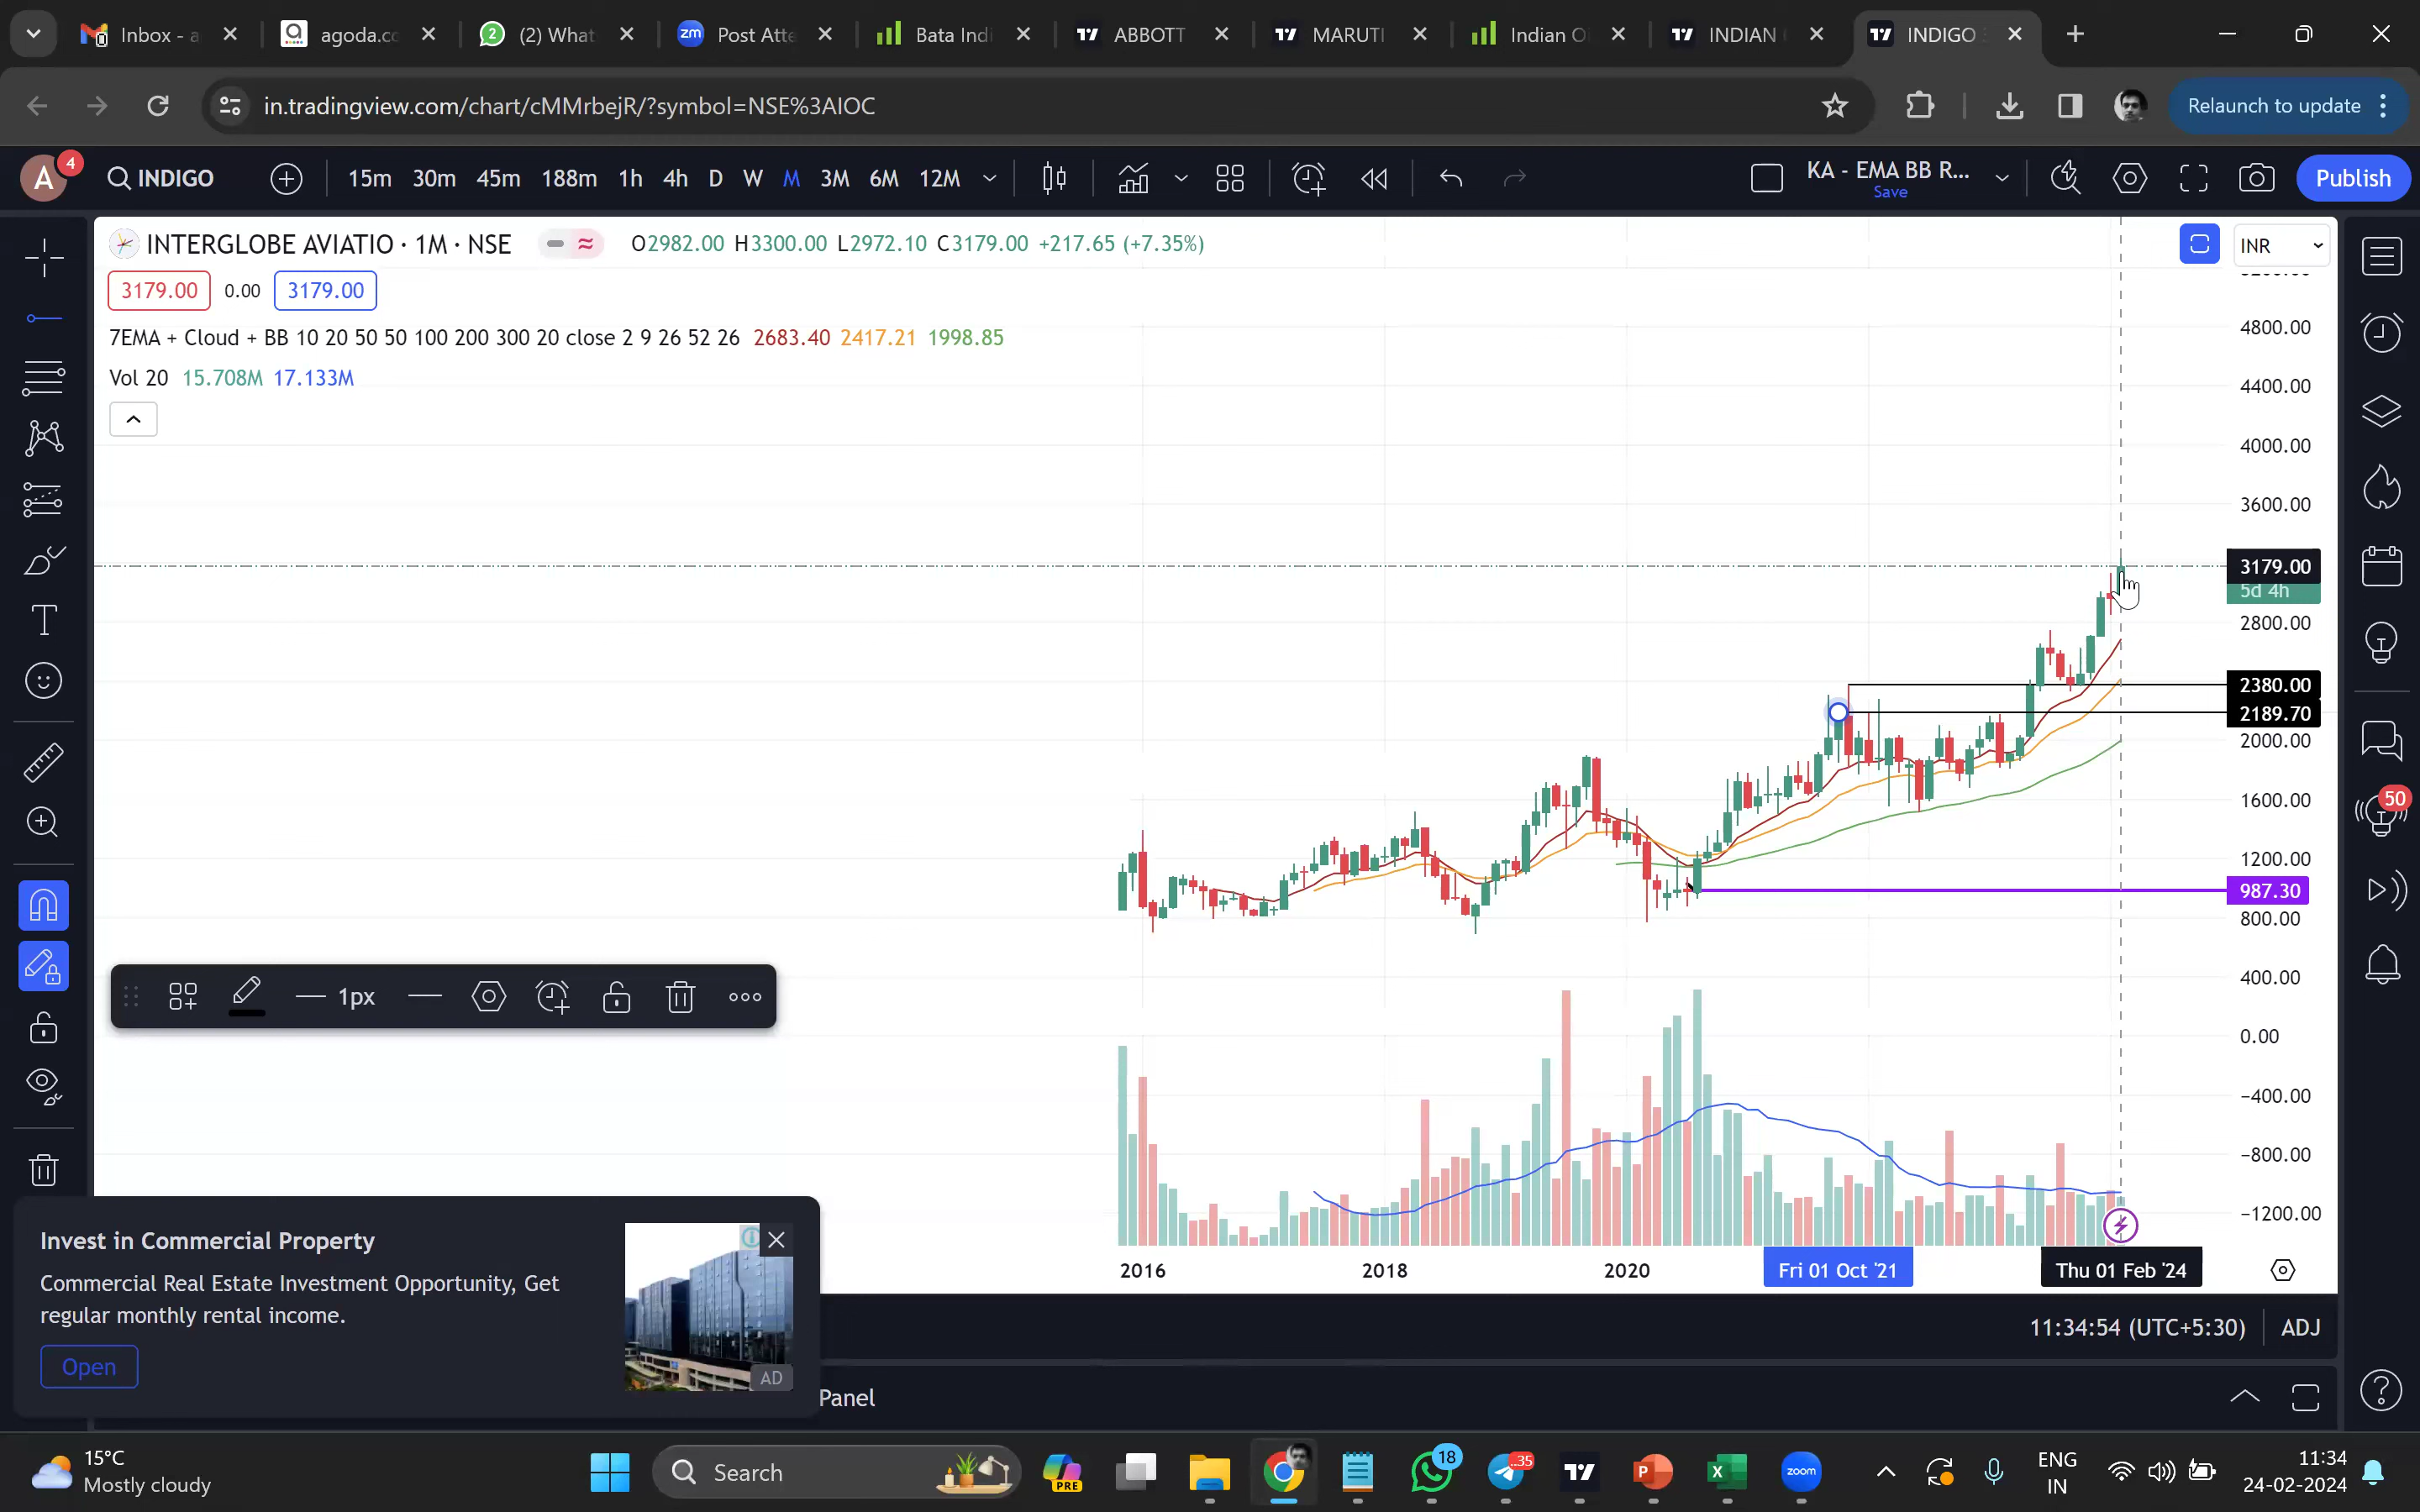 Inbox - a
agoda.co
(2) What
Post Atte
Bata Indi
ABBOTT
MARUTI
Indian O
INDIAN
INDIGO
in.tradingview.com/chart/cMMrbejR/?symbol=NSE%3AIOC
Relaunch to update
A 4
INDIGO
15m 30m 45m 188m 1h 4h D W M 3M 6M 12M
KA - EMA BB R...
Save
Publish
INTERGLOBE AVIATIO · 1M · NSE
O2982.00 H3300.00 L2972.10 C3179.00 +217.65 (+7.35%)
INR
3179.00 0.00 3179.00
7EMA + Cloud + BB 10 20 50 50 100 200 300 20 close 2 9 26 52 26 2683.40 2417.21 1998.85
Vol 20 15.708M 17.133M
4800.00
4400.00
4000.00
3600.00
3179.00
5d 4h
2800.00
2380.00
2189.70
2000.00
1600.00
1200.00
987.30
800.00
400.00
0.00
−400.00
−800.00
−1200.00
50
1px
2016 2018 2020 Fri 01 Oct '21 Thu 01 Feb '24
Invest in Commercial Property
Commercial Real Estate Investment Opportunity, Get
regular monthly rental income.
Open
AD
11:34:54 (UTC+5:30) ADJ
Panel
15°C
Mostly cloudy
Search
PRE
18
..35
zoom
ENG
IN
11:34
24-02-2024